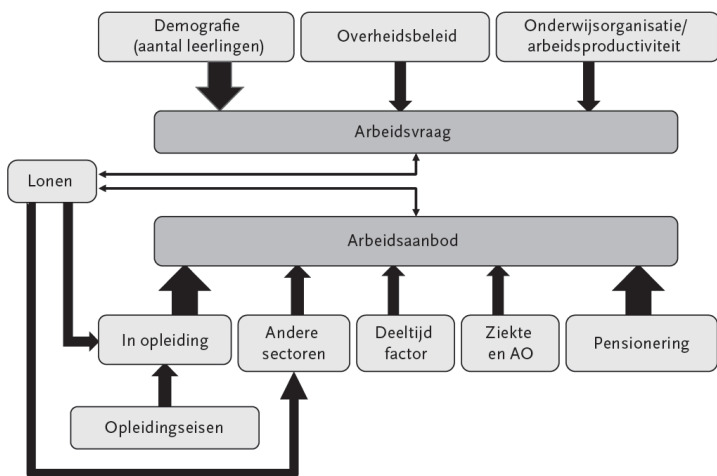 Demografie
(aantal leerlingen)
Overheidsbeleid
Onderwijsorganisatie/
arbeidsproductiviteit
Arbeidsvraag
Lonen
Arbeidsaanbod
In opleiding
Andere
sectoren
Deeltijd
factor
Ziekte
en AO
Pensionering
Opleidingseisen